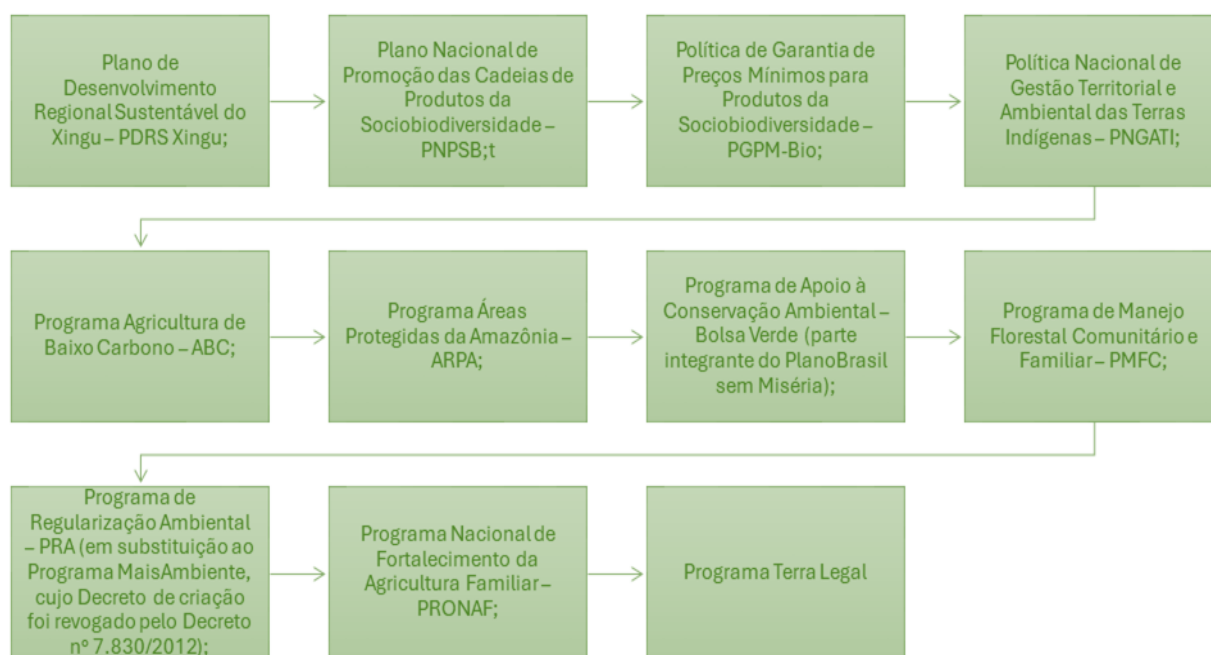 Plano de
Desenvolvimento
Regional Sustentável do
Xingu – PDRS Xingu;
Plano Nacional de
Promoção das Cadeias de
Produtos da
Sociobiodiversidade –
PNPSB;t
Política de Garantia de
Preços Mínimos para
Produtos da
Sociobiodiversidade –
PGPM-Bio;
Política Nacional de
Gestão Territorial e
Ambiental das Terras
Indígenas – PNGATI;
Programa Agricultura de
Baixo Carbono – ABC;
Programa Áreas
Protegidas da Amazônia –
ARPA;
Programa de Apoio à
Conservação Ambiental –
Bolsa Verde (parte
integrante do PlanoBrasil
sem Miséria);
Programa de Manejo
Florestal Comunitário e
Familiar – PMFC;
Programa de
Regularização Ambiental
– PRA (em substituição ao
Programa MaisAmbiente,
cujo Decreto de criação
foi revogado pelo Decreto
nº 7.830/2012);
Programa Nacional de
Fortalecimento da
Agricultura Familiar –
PRONAF;
Programa Terra Legal